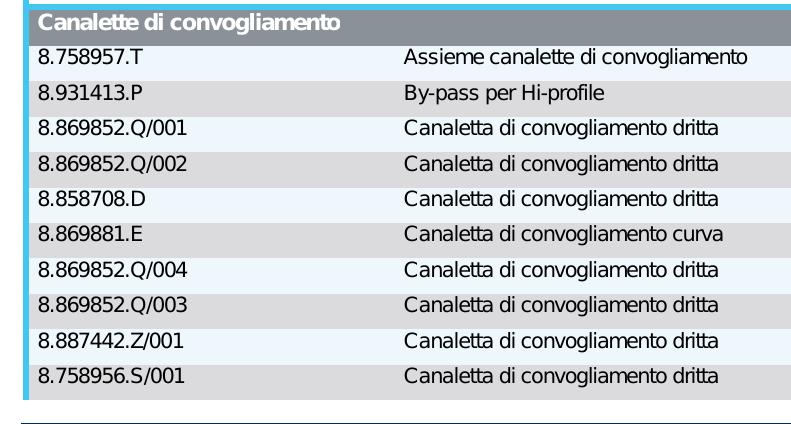 Canalette di convogliamento
8.758957.T Assieme canalette di convogliamento
8.931413.P By-pass per Hi-profile
8.869852.Q/001 Canaletta di convogliamento dritta
8.869852.Q/002 Canaletta di convogliamento dritta
8.858708.D Canaletta di convogliamento dritta
8.869881.E Canaletta di convogliamento curva
8.869852.Q/004 Canaletta di convogliamento dritta
8.869852.Q/003 Canaletta di convogliamento dritta
8.887442.Z/001 Canaletta di convogliamento dritta
8.758956.S/001 Canaletta di convogliamento dritta